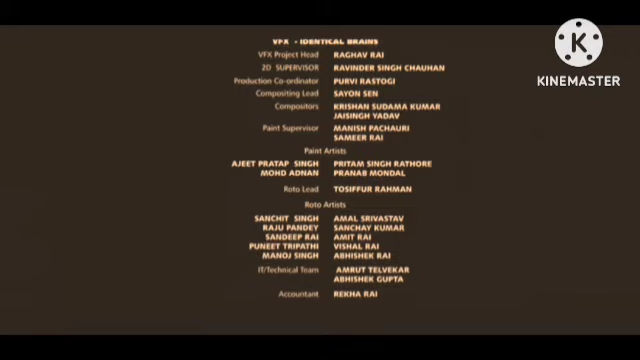 VFX - IDENTICAL BRAINS
VFX Project Head RAGHAV RAI
2D SUPERVISOR RAVINDER SINGH CHAUHAN
Production Co-ordinator PURVI RASTOGI
Compositing Lead SAYON SEN
Compositors KRISHAN SUDAMA KUMAR
JAISINGH YADAV
Paint Supervisor MANISH PACHAURI
SAMEER RAI
Paint Artists
AJEET PRATAP SINGH PRITAM SINGH RATHORE
MOHD ADNAN PRANAB MONDAL
Roto Lead TOSIFFUR RAHMAN
Roto Artists
SANCHIT SINGH AMAL SRIVASTAV
RAJU PANDEY SANCHAY KUMAR
SANDEEP RAI AMIT RAI
PUNEET TRIPATHI VISHAL RAI
MANOJ SINGH ABHISHEK RAI
IT/Technical Team AMRUT TELVEKAR
ABHISHEK GUPTA
Accountant REKHA RAI
K
KINEMASTER